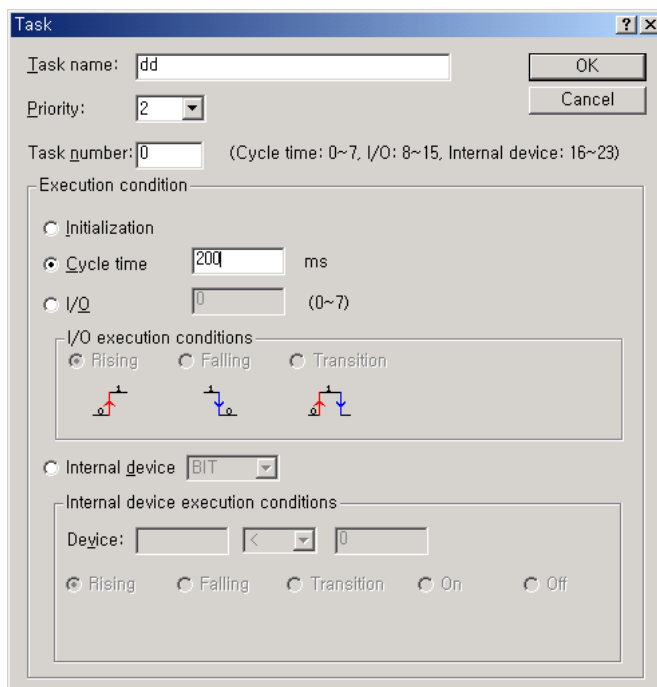 Task
Task name: dd
OK
Priority: 2
Cancel
Task number: 0 (Cycle time: 0~7, I/O: 8~15, Internal device: 16~23)
Execution condition
Initialization
Cycle time 200 ms
I/O 0 (0~7)
I/O execution conditions
Rising Falling Transition
0 1 1 0 0 1
Internal device BIT
Internal device execution conditions
Device: < 0
Rising Falling Transition On Off